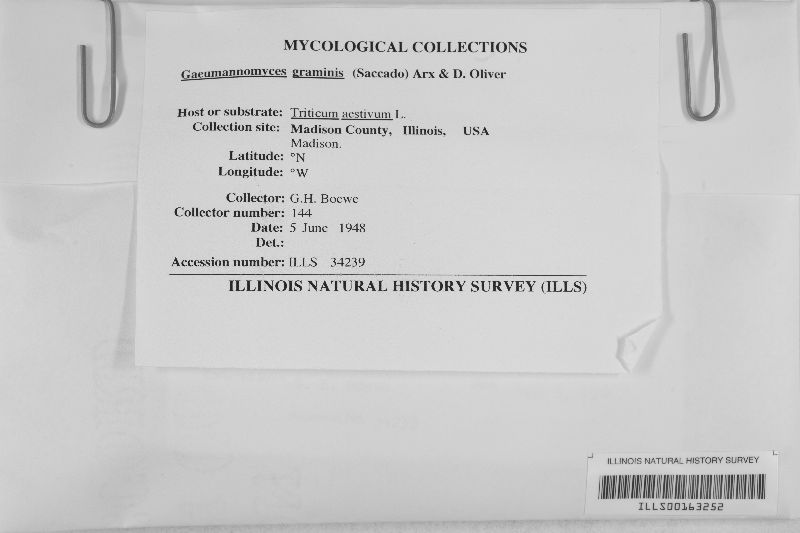 MYCOLOGICAL COLLECTIONS
Gaeumannomyces graminis (Saccado) Arx & D. Oliver
Host or substrate: Triticum aestivum L.
Collection site: Madison County, Illinois, USA
Madison.
Latitude: °N
Longitude: °W
Collector: G.H. Boewe
Collector number: 144
Date: 5 June 1948
Det.:
Accession number: ILLS 34239
ILLINOIS NATURAL HISTORY SURVEY (ILLS)
ILLINOIS NATURAL HISTORY SURVEY
ILLS00163252